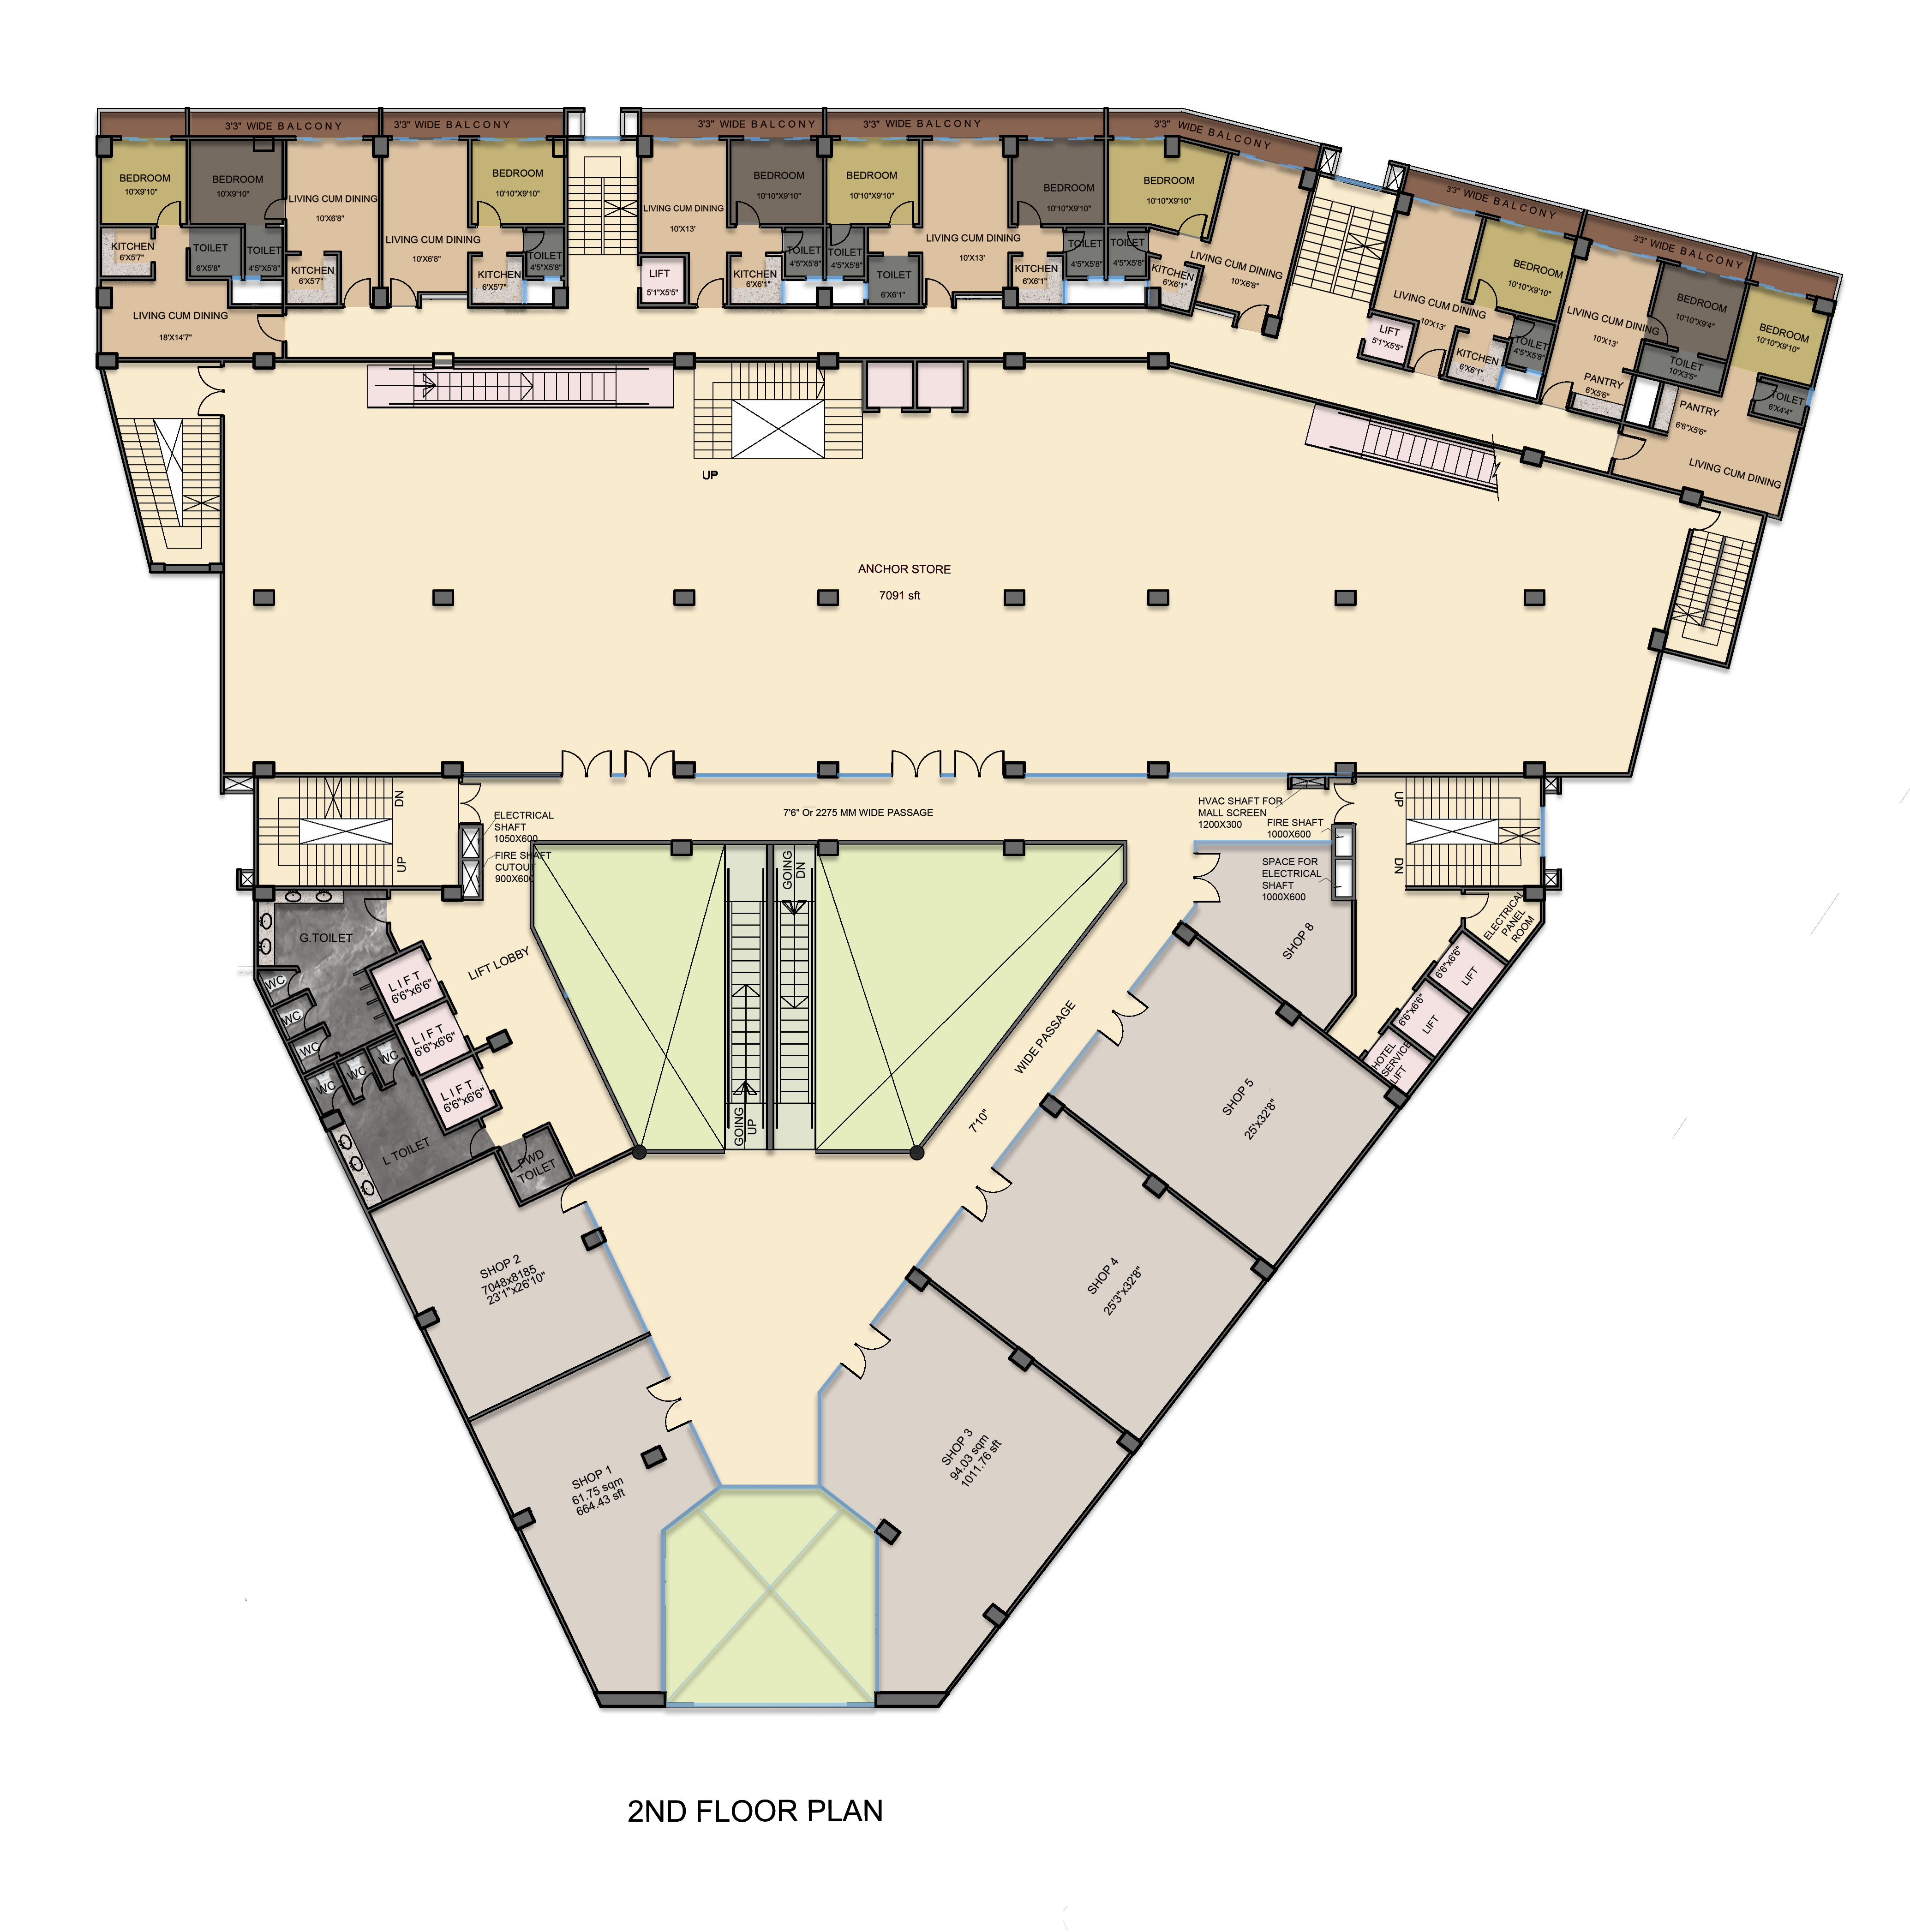 3'3" WIDE BALCONY
3'3" WIDE BALCONY
3'3" WIDE BALCONY
3'3" WIDE BALCONY
3'3" WIDE BALCONY
3'3" WIDE BALCONY
3'3" WIDE BALCONY
BEDROOM
10'X9'10"
BEDROOM
10'X9'10"
LIVING CUM DINING
10'X6'8"
KITCHEN
6'X5'7"
TOILET
6'X5'8"
TOILET
4'5"X5'8"
KITCHEN
6'X5'7"
LIVING CUM DINING
18'X14'7"
BEDROOM
10'10"X9'10"
LIVING CUM DINING
10'X6'8"
KITCHEN
6'X5'7"
TOILET
4'5"X5'8"
LIVING CUM DINING
10'X13'
BEDROOM
10'10"X9'10"
LIFT
5'1"X5'5"
KITCHEN
6'X6'1"
TOILET
4'5"X5'8"
BEDROOM
10'10"X9'10"
TOILET
4'5"X5'8"
TOILET
6'X6'1"
LIVING CUM DINING
10'X13'
BEDROOM
10'10"X9'10"
KITCHEN
6'X6'1"
TOILET
4'5"X5'8"
BEDROOM
10'10"X9'10"
TOILET
4'5"X5'8"
KITCHEN
6'X6'1"
LIVING CUM DINING
10'X6'8"
LIVING CUM DINING
10'X13'
BEDROOM
10'10"X9'10"
LIFT
5'1"X5'5"
KITCHEN
6'X6'1"
TOILET
4'5"X5'8"
LIVING CUM DINING
10'X13'
BEDROOM
10'10"X9'4"
TOILET
10'X3'5"
PANTRY
6'X5'6"
BEDROOM
10'10"X9'10"
TOILET
6'X4'4"
PANTRY
6'6"X5'6"
LIVING CUM DINING
UP
ANCHOR STORE
7091 sft
DN
UP
ELECTRICAL
SHAFT
1050X600
FIRE SHAFT
CUTOUT
900X600
7'6" Or 2275 MM WIDE PASSAGE
HVAC SHAFT FOR
MALL SCREEN
1200X300
FIRE SHAFT
1000X600
SPACE FOR
ELECTRICAL
SHAFT
1000X600
UP
DN
GOING
DN
GOING
UP
ELECTRICAL
PANEL
ROOM
G.TOILET
LIFT LOBBY
LIFT
6'6"x6'6"
LIFT
6'6"x6'6"
LIFT
6'6"x6'6"
WC
WC
WC
WC
WC
WC
L TOILET
PWD
TOILET
SHOP 8
6'6"x6'6"
LIFT
6'6"x6'6"
LIFT
HOTEL
SERVICE
LIFT
7'10"
WIDE PASSAGE
SHOP 5
25'x32'8"
SHOP 4
25'3"x32'8"
SHOP 2
7048x8185
23'1"x26'10"
SHOP 3
94.03 sqm
1011.76 sft
SHOP 1
61.75 sqm
664.43 sft
2ND FLOOR PLAN